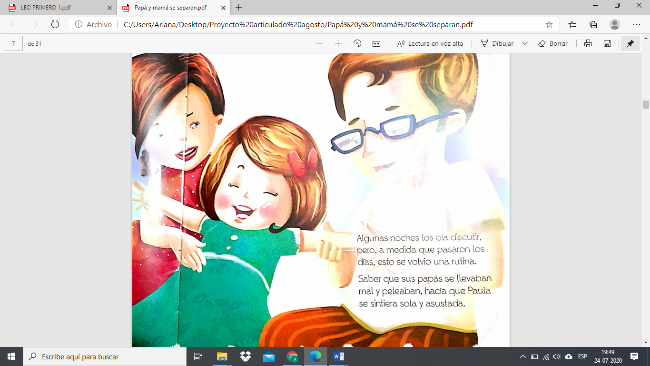 LEO PRIMERO 1.pdf
Papá y mamá se separan.pdf
Archivo
C:/Users/Ariana/Desktop/Proyecto%20articulado%20agosto/Papá%20y%20mamá%20se%20separan.pdf
7 de 31
Lectura en voz alta
Dibujar
Borrar
Algunas noches los oía discutir,
pero, a medida que pasaron los
días, esto se volvió una rutina.
Saber que sus papás se llevaban
mal y peleaban, hacía que Paula
se sintiera sola y asustada.
Escribe aquí para buscar
ESP
19:49
24-07-2020